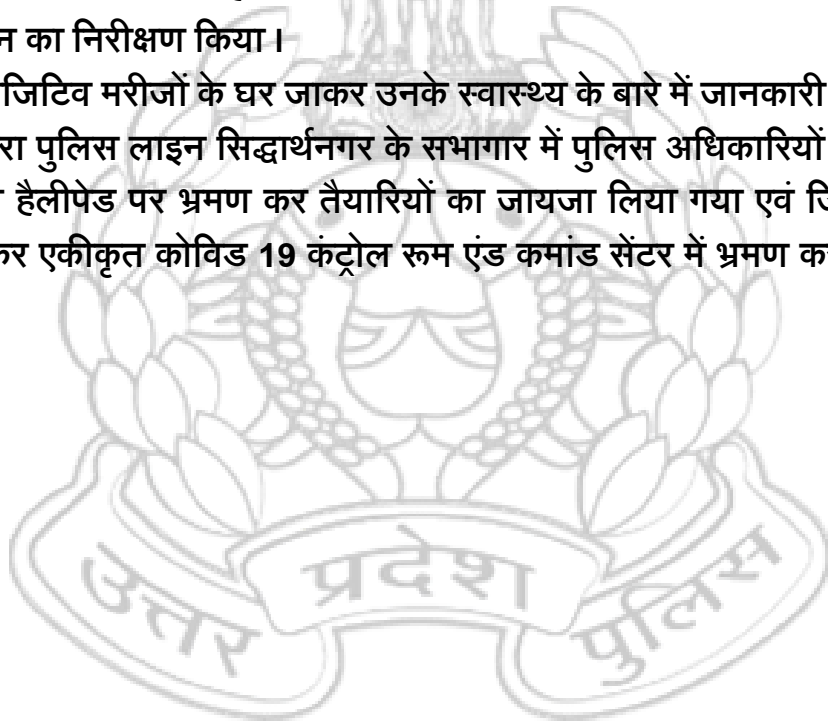 न का निरीक्षण किया ।
जिटिव मरीजों के घर जाकर उनके स्वास्थ्य के बारे में जानकारी
रा पुलिस लाइन सिद्धार्थनगर के सभागार में पुलिस अधिकारियों
हैलीपेड पर भ्रमण कर तैयारियों का जायजा लिया गया एवं जि
कर एकीकृत कोविड 19 कंट्रोल रूम एंड कमांड सेंटर में भ्रमण क
उत्तर प्रदेश पुलिस